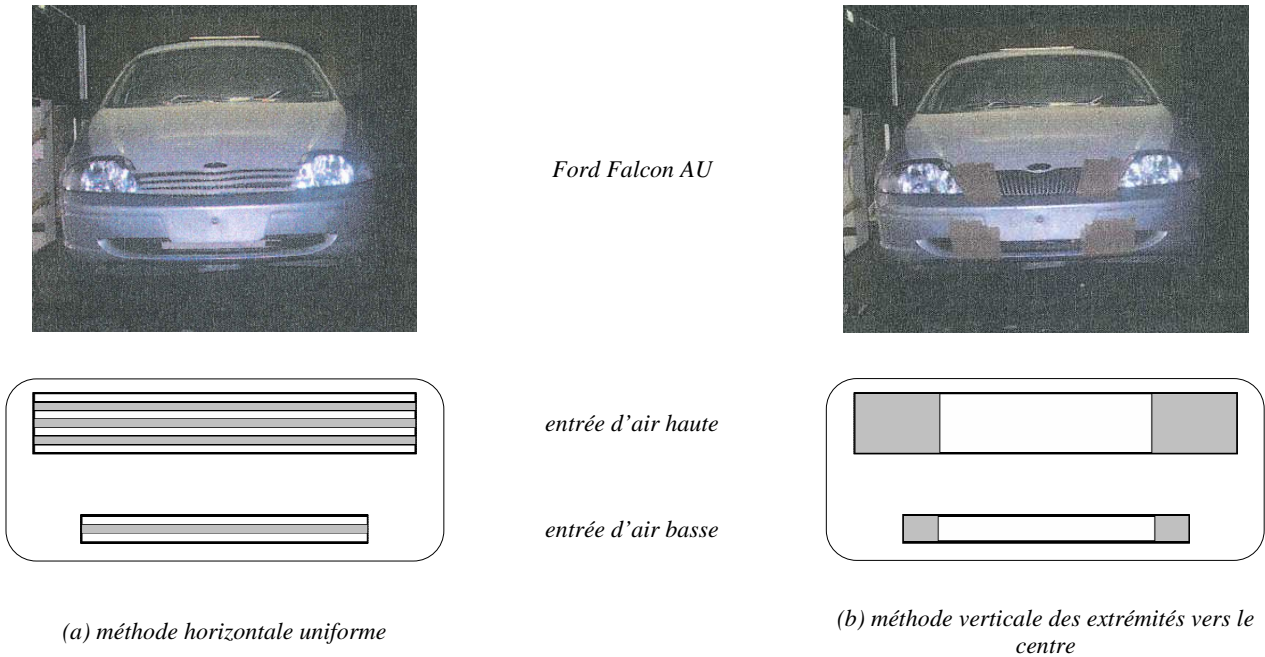 Ford Falcon AU
entrée d'air haute
entrée d'air basse
(a) méthode horizontale uniforme
(b) méthode verticale des extrémités vers le
centre